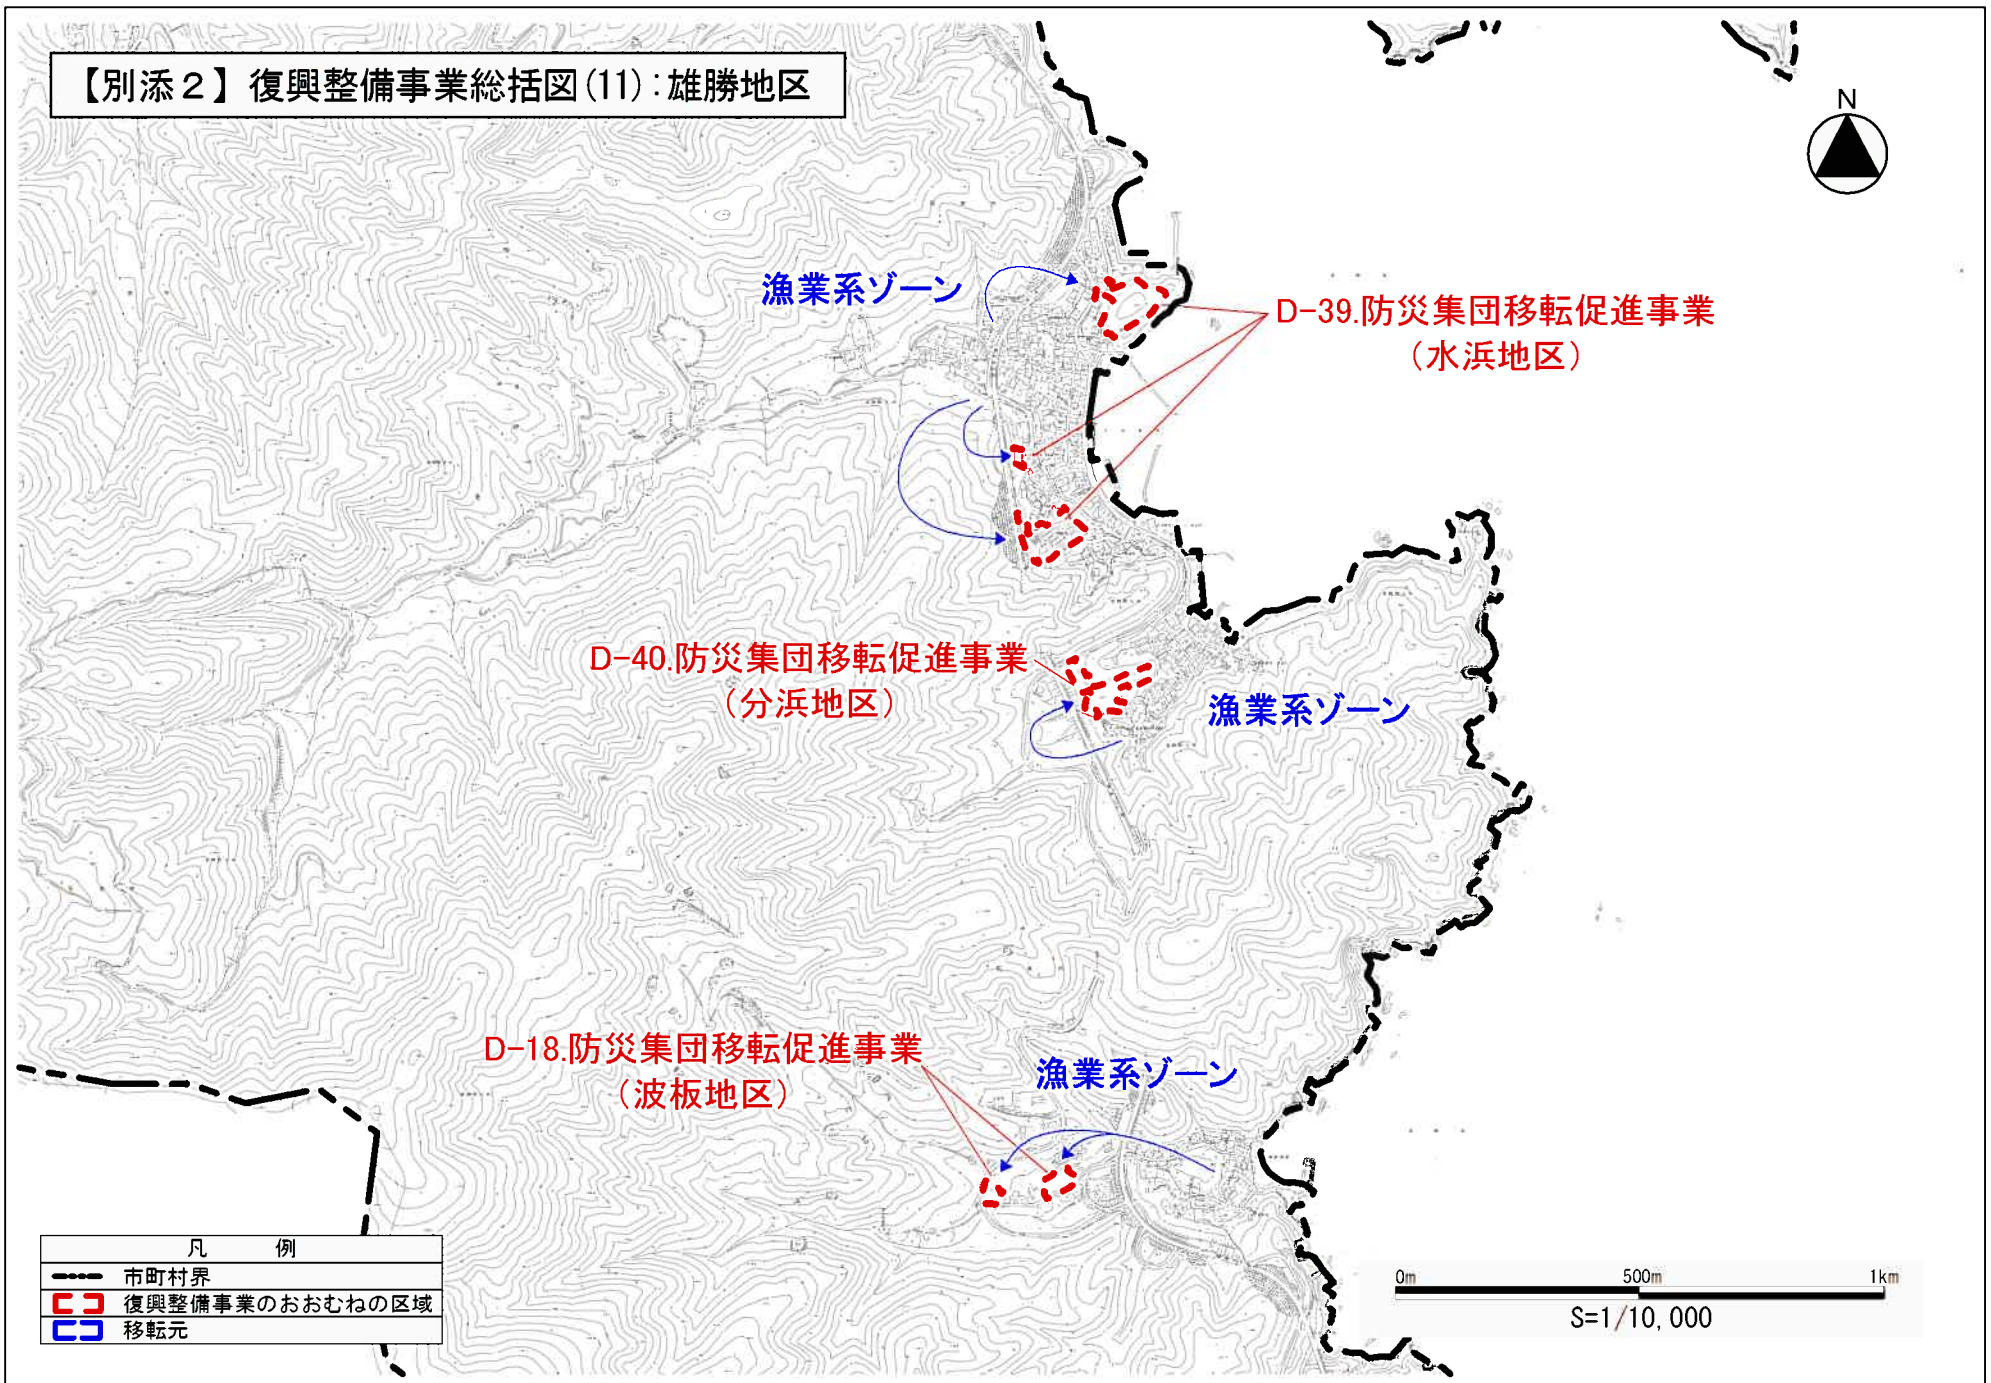 【別添２】復興整備事業総括図(11):雄勝地区
N
漁業系ゾーン
D-39.防災集団移転促進事業
（水浜地区）
D-40.防災集団移転促進事業
（分浜地区）
漁業系ゾーン
D-18.防災集団移転促進事業
（波板地区）
漁業系ゾーン
凡 例
市町村界
復興整備事業のおおむねの区域
移転元
0m 500m 1km
S=1/10,000